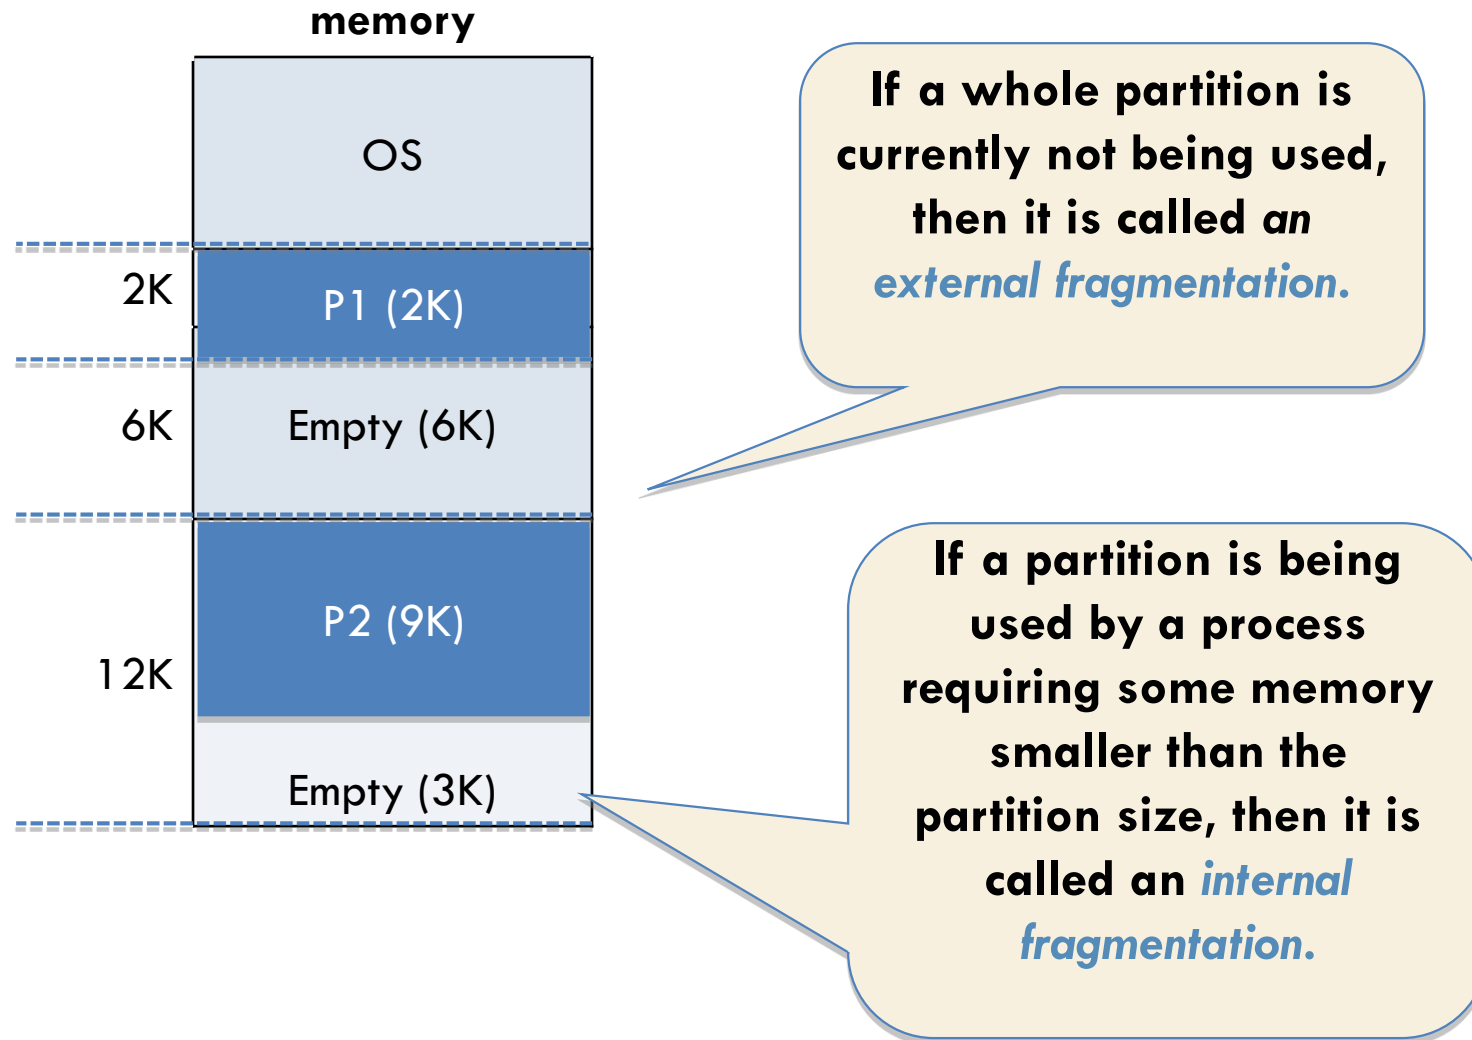 memory
OS
2K
P1 (2K)
6K
Empty (6K)
12K
P2 (9K)
Empty (3K)
If a whole partition is
currently not being used,
then it is called an
external fragmentation.
If a partition is being
used by a process
requiring some memory
smaller than the
partition size, then it is
called an internal
fragmentation.